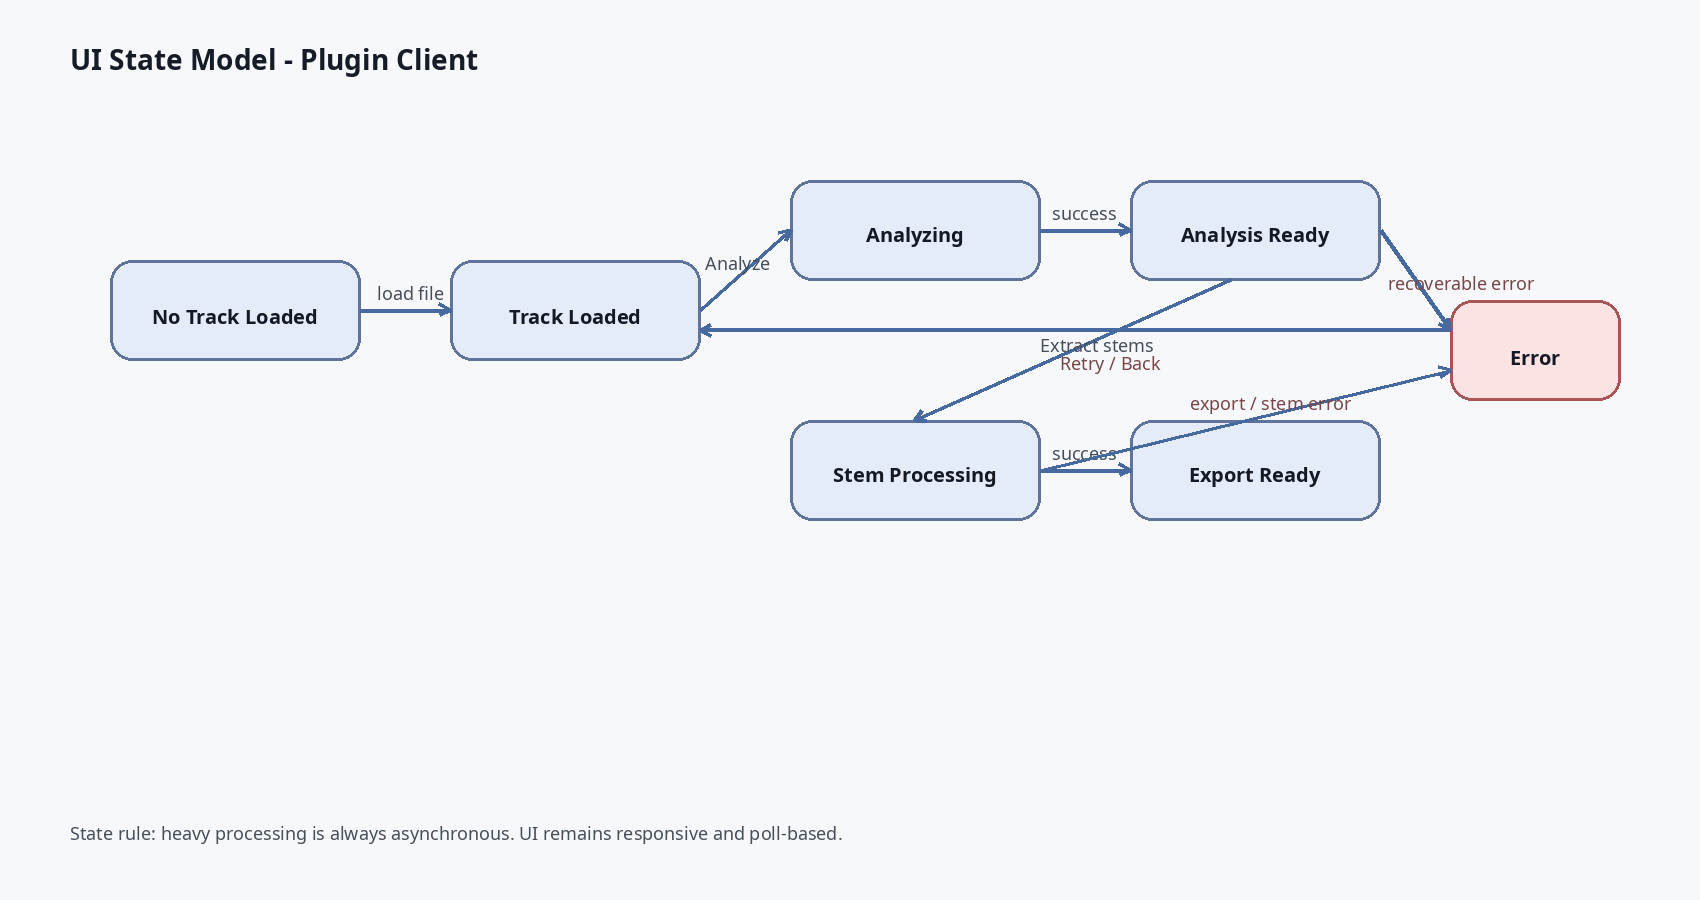 UI State Model - Plugin Client
Analyzing
success
Analysis Ready
No Track Loaded
load file
Track Loaded
Analyze
recoverable error
Error
Extract stems
Retry / Back
export / stem error
Stem Processing
success
Export Ready
State rule: heavy processing is always asynchronous. UI remains responsive and poll-based.